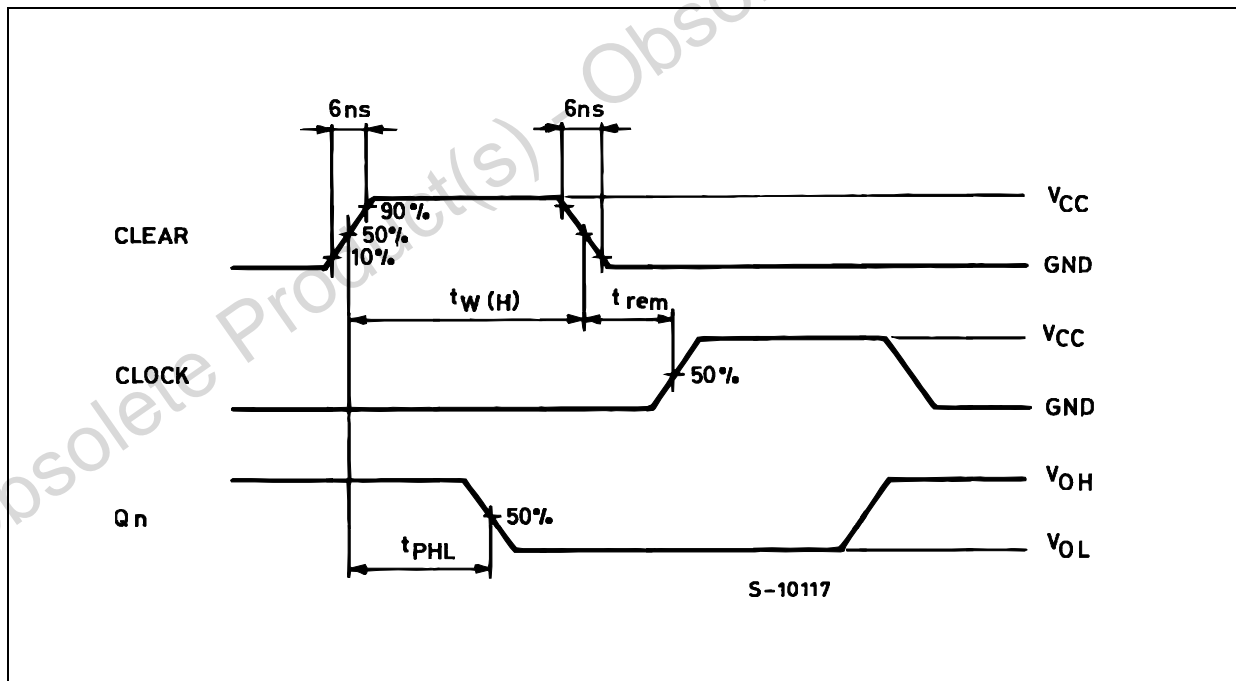 6ns 6ns
VCC
90%
CLEAR 50%
10% GND
tW (H) trem
VCC
CLOCK 50%
GND
VOH
Qn 50%
tPHL VOL
S-10117
Obsolete Product(s) - Obsol